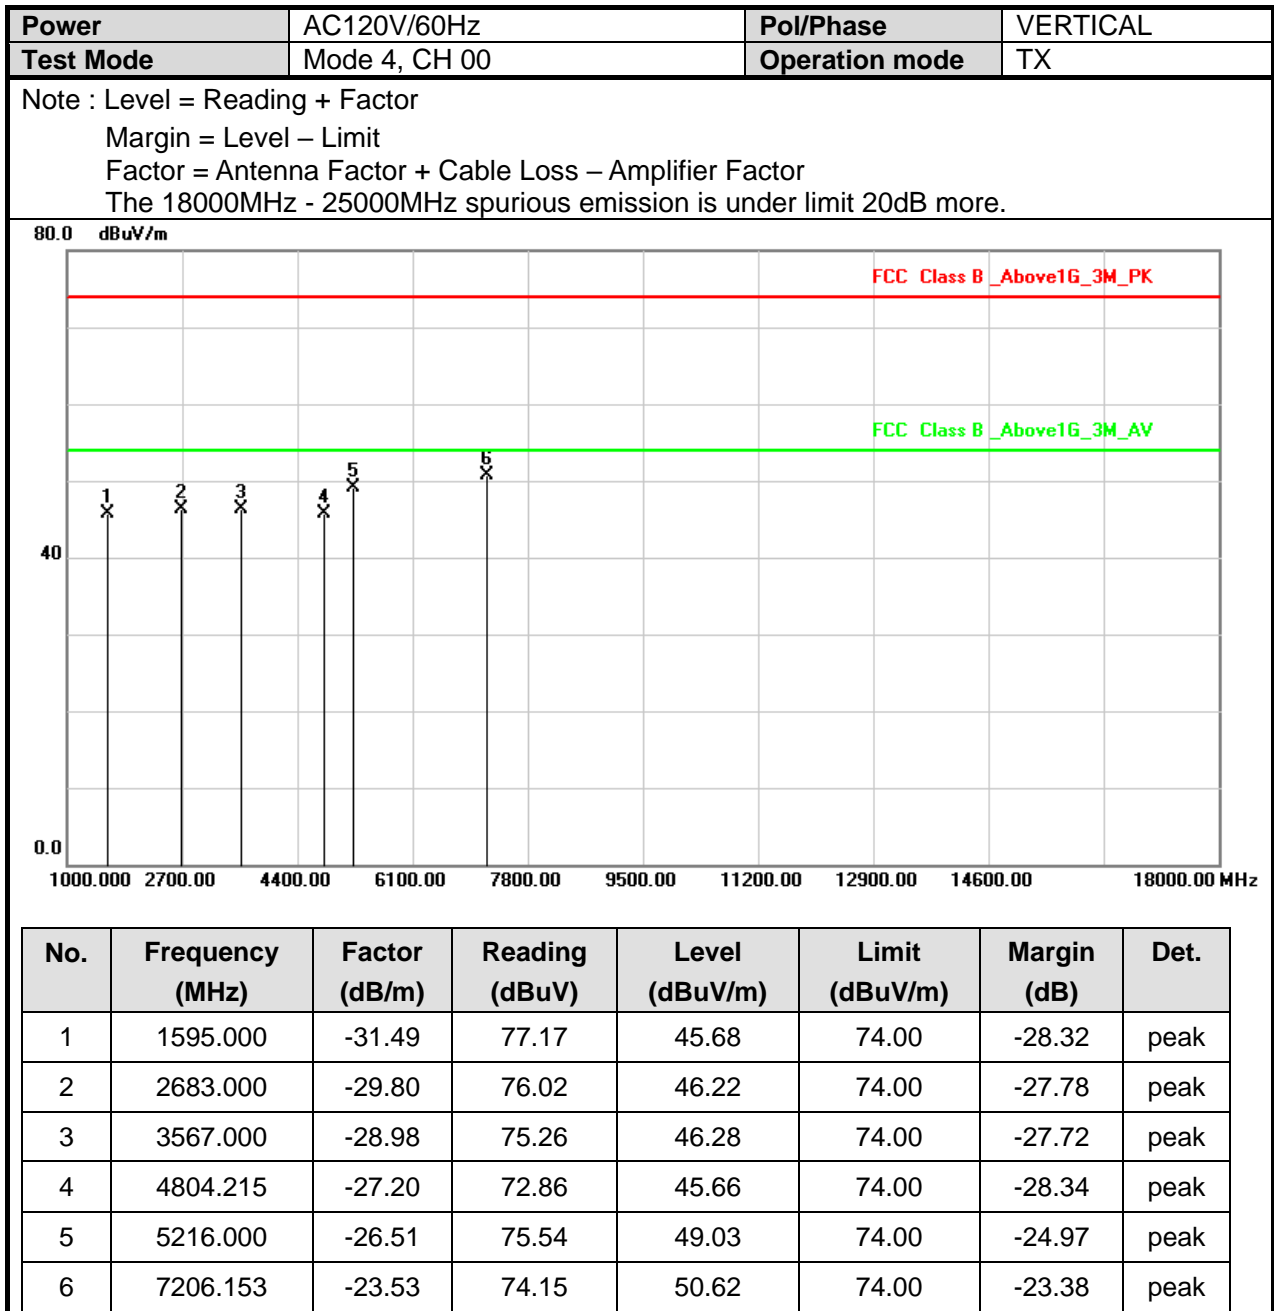 Power AC120V/60Hz Pol/Phase VERTICAL
Test Mode Mode 4, CH 00 Operation mode TX
Note : Level = Reading + Factor
Margin = Level – Limit
Factor = Antenna Factor + Cable Loss – Amplifier Factor
The 18000MHz - 25000MHz spurious emission is under limit 20dB more.
80.0 dBuV/m
FCC Class B _Above1G_3M_PK
FCC Class B _Above1G_3M_AV
1 2 3 4 5 6
40
0.0
1000.000 2700.00 4400.00 6100.00 7800.00 9500.00 11200.00 12900.00 14600.00 18000.00 MHz
No. Frequency Factor Reading Level Limit Margin Det.
(MHz) (dB/m) (dBuV) (dBuV/m) (dBuV/m) (dB)
1 1595.000 -31.49 77.17 45.68 74.00 -28.32 peak
2 2683.000 -29.80 76.02 46.22 74.00 -27.78 peak
3 3567.000 -28.98 75.26 46.28 74.00 -27.72 peak
4 4804.215 -27.20 72.86 45.66 74.00 -28.34 peak
5 5216.000 -26.51 75.54 49.03 74.00 -24.97 peak
6 7206.153 -23.53 74.15 50.62 74.00 -23.38 peak